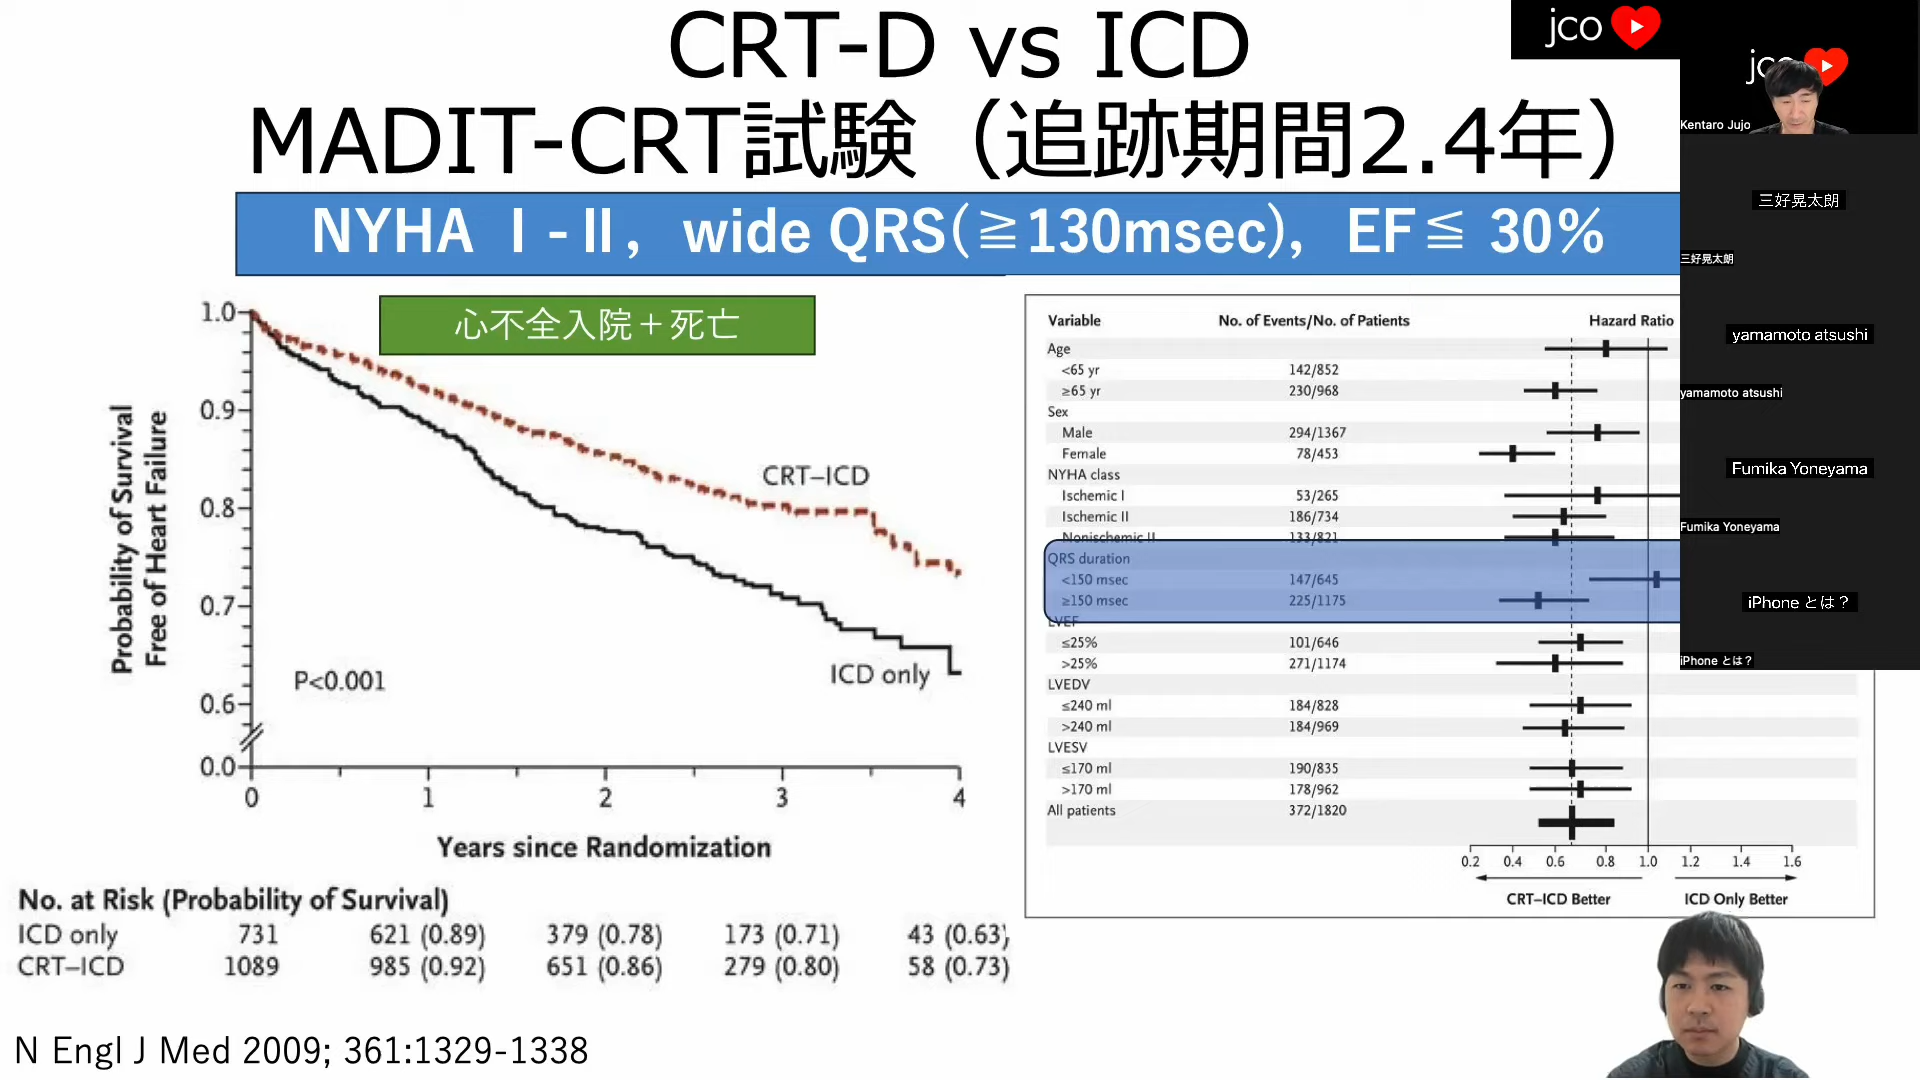 CRT-D vs ICD
MADIT-CRT試験（追跡期間2.4年）
NYHA Ⅰ-Ⅱ, wide QRS(≧130msec), EF≦ 30%
心不全入院＋死亡
Probability of Survival
Free of Heart Failure
1.0
0.9
0.8
0.7
0.6
0.0
CRT–ICD
ICD only
P<0.001
0 1 2 3 4
Years since Randomization
No. at Risk (Probability of Survival)
ICD only 731 621 (0.89) 379 (0.78) 173 (0.71) 43 (0.63)
CRT–ICD 1089 985 (0.92) 651 (0.86) 279 (0.80) 58 (0.73)
N Engl J Med 2009; 361:1329-1338
Variable No. of Events/No. of Patients Hazard Ratio
Age
<65 yr 142/852
≥65 yr 230/968
Sex
Male 294/1367
Female 78/453
NYHA class
Ischemic I 53/265
Ischemic II 186/734
Nonischemic II 133/821
QRS duration
<150 msec 147/645
≥150 msec 225/1175
LVEF
≤25% 101/646
>25% 271/1174
LVEDV
≤240 ml 184/828
>240 ml 184/969
LVESV
≤170 ml 190/835
>170 ml 178/962
All patients 372/1820
0.2 0.4 0.6 0.8 1.0 1.2 1.4 1.6
CRT–ICD Better ICD Only Better
jco
jco
Kentaro Jujo
三好晃太朗
三好晃太朗
yamamoto atsushi
yamamoto atsushi
Fumika Yoneyama
Fumika Yoneyama
iPhone とは？
iPhone とは？